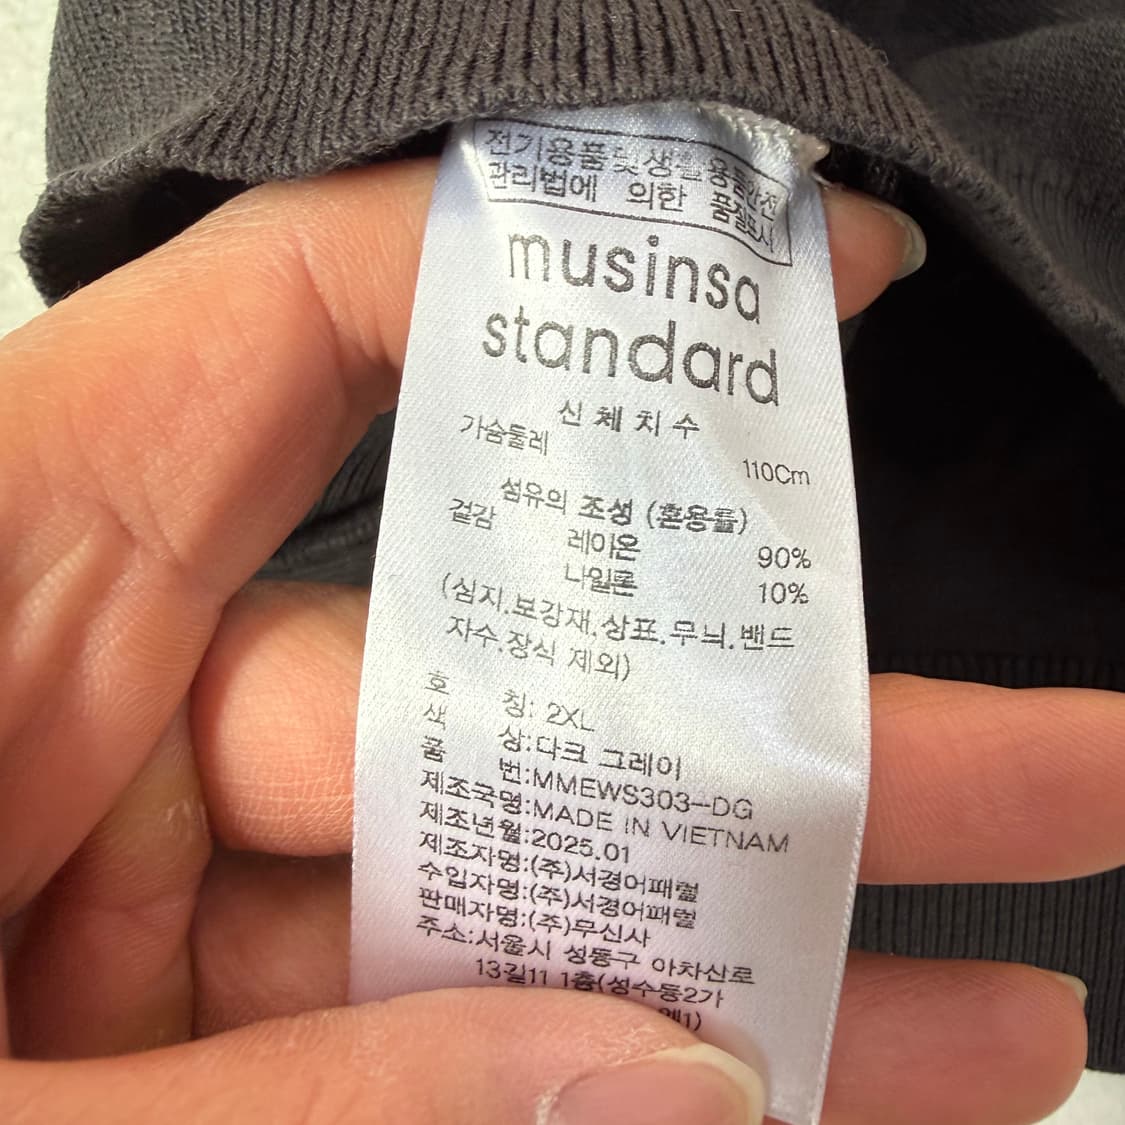 전기용품및생활용품안전
관리법에 의한 품질표시
musinsa
standard
신체치수
가슴둘레 110Cm
섬유의 조성 (혼용률)
겉감 레이온 90%
나일론 10%
(심지.보강재.상표.무늬.밴드
자수.장식 제외)
호 칭: 2XL
색 상:다크 그레이
품 번:MMEWS303-DG
제조국명:MADE IN VIETNAM
제조년월:2025.01
제조자명:(주)서경어패럴
수입자명:(주)서경어패럴
판매자명:(주)무신사
주소:서울시 성동구 아차산로
13길11 1층(성수동2가